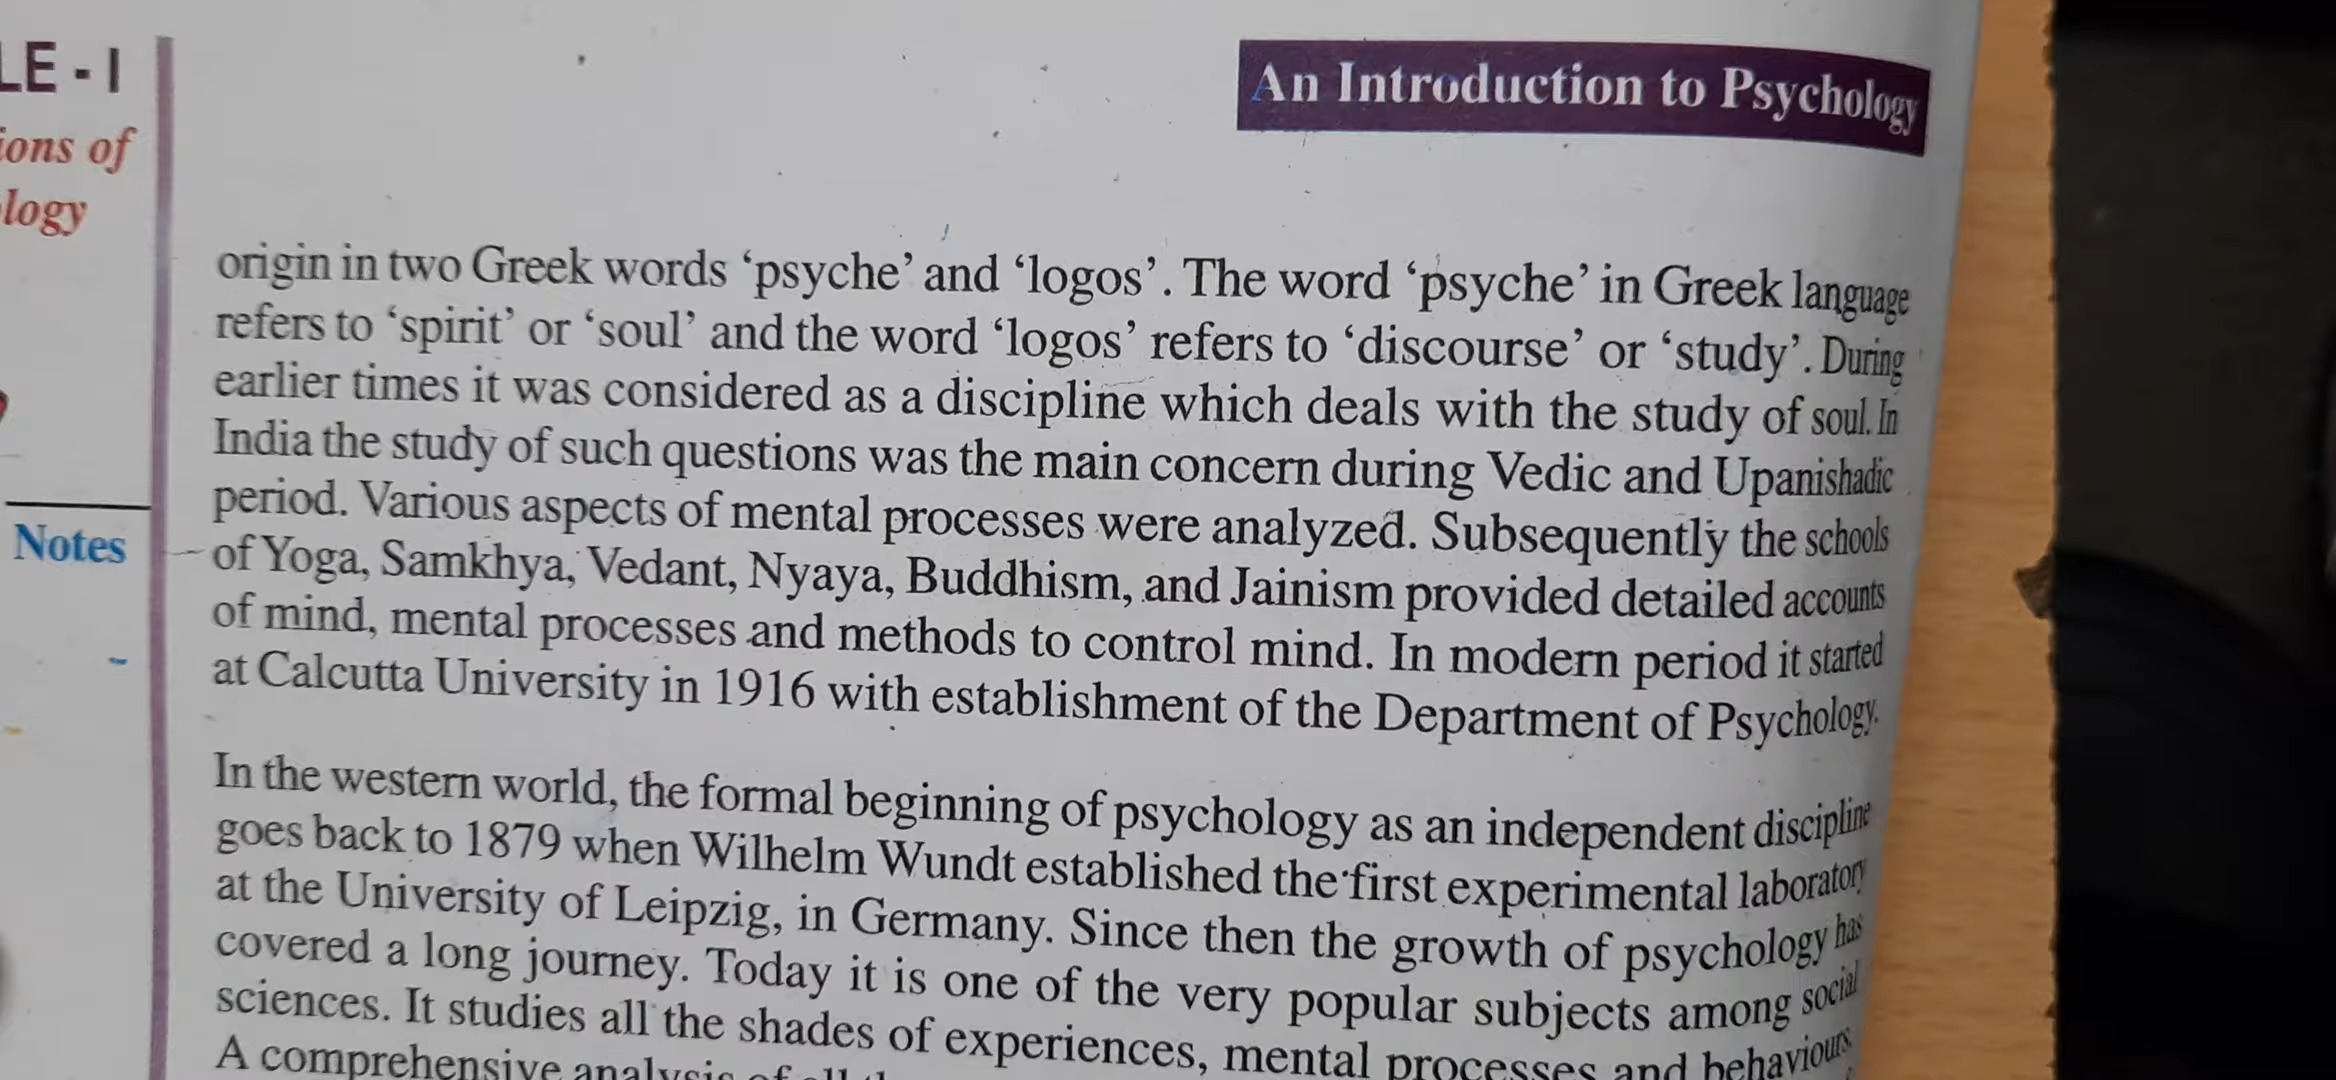 LE - I
ions of
logy
Notes
An Introduction to Psychology
origin in two Greek words ‘psyche’ and ‘logos’. The word ‘psyche’ in Greek language
refers to ‘spirit’ or ‘soul’ and the word ‘logos’ refers to ‘discourse’ or ‘study’. During
earlier times it was considered as a discipline which deals with the study of soul. In
India the study of such questions was the main concern during Vedic and Upanishadic
period. Various aspects of mental processes were analyzed. Subsequently the schools
of Yoga, Samkhya, Vedant, Nyaya, Buddhism, and Jainism provided detailed accounts
of mind, mental processes and methods to control mind. In modern period it started
at Calcutta University in 1916 with establishment of the Department of Psychology.
In the western world, the formal beginning of psychology as an independent discipline
goes back to 1879 when Wilhelm Wundt established the first experimental laboratory
at the University of Leipzig, in Germany. Since then the growth of psychology has
covered a long journey. Today it is one of the very popular subjects among social
sciences. It studies all the shades of experiences, mental processes and behaviours.
A comprehensive analysis of all